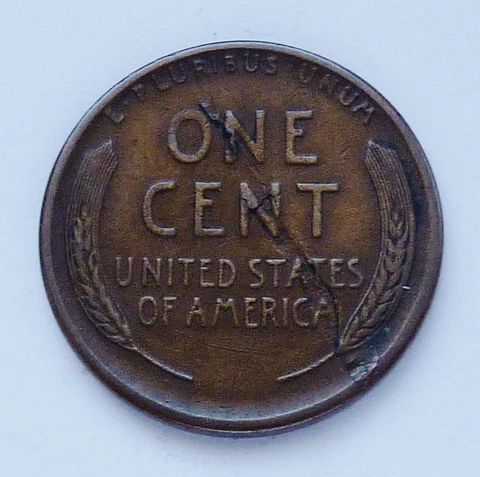 E·PLURIBUS UNUM
ONE
CENT
UNITED STATES
OF AMERICA